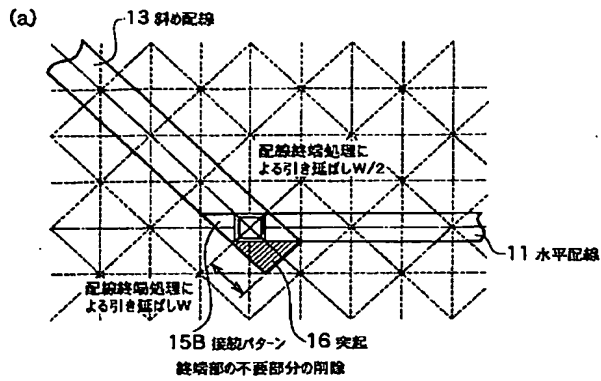 (a)
13 斜め配線
配線終端処理に
よる引き延ばしW/2
11 水平配線
配線終端処理に
よる引き延ばしW
15B 接続パターン
16 突起
終端部の不要部分の削除